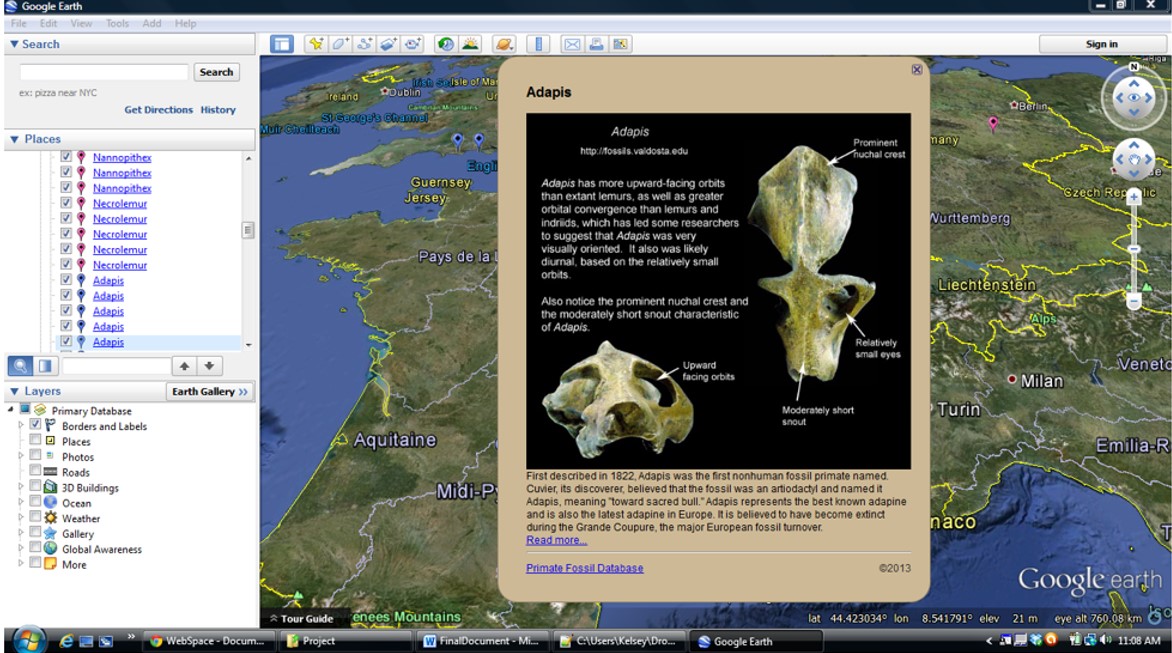 Google Earth
File Edit View Tools Add Help
Search
Search
ex: pizza near NYC
Get Directions History
Places
Nannopithex
Nannopithex
Nannopithex
Necrolemur
Necrolemur
Necrolemur
Necrolemur
Necrolemur
Adapis
Adapis
Adapis
Adapis
Adapis
Layers
Earth Gallery >>
Primary Database
Borders and Labels
Places
Photos
Roads
3D Buildings
Ocean
Weather
Gallery
Global Awareness
More
Sign in
Ireland
Dublin
Irish Se
Isle of Ma
Cambrian Mountains
St George's Channel
Muir Cheilteach
Engli
Guernsey
Jersey
Pays de la L
Aquitaine
Midi-P
enees Mountains
Adapis
Adapis
http://fossils.valdosta.edu
Adapis has more upward-facing orbits
than extant lemurs, as well as greater
orbital convergence than lemurs and
indriids, which has led some researchers
to suggest that Adapis was very
visually oriented. It also was likely
diurnal, based on the relatively small
orbits.
Also notice the prominent nuchal crest and
the moderately short snout characteristic
of Adapis.
Prominent
nuchal crest
Relatively
small eyes
Upward
facing orbits
Moderately short
snout
First described in 1822, Adapis was the first nonhuman fossil primate named.
Cuvier, its discoverer, believed that the fossil was an artiodactyl and named it
Adapis, meaning "toward sacred bull." Adapis represents the best known adapine
and is also the latest adapine in Europe. It is believed to have become extinct
during the Grande Coupure, the major European fossil turnover.
Read more...
Primate Fossil Database ©2013
N
Berlin
many
Czech Rep lic
Wurttemberg
Liechtenstein
Alps
Veneto
Milan
Turin
Emilia-R
naco
Google earth
Tour Guide
lat 44.423034° lon 8.541791° elev 21 m eye alt 760.08 km
WebSpace - Docum...
Project
FinalDocument - Mi...
C:\Users\Kelsey\Dro...
Google Earth
11:08 AM